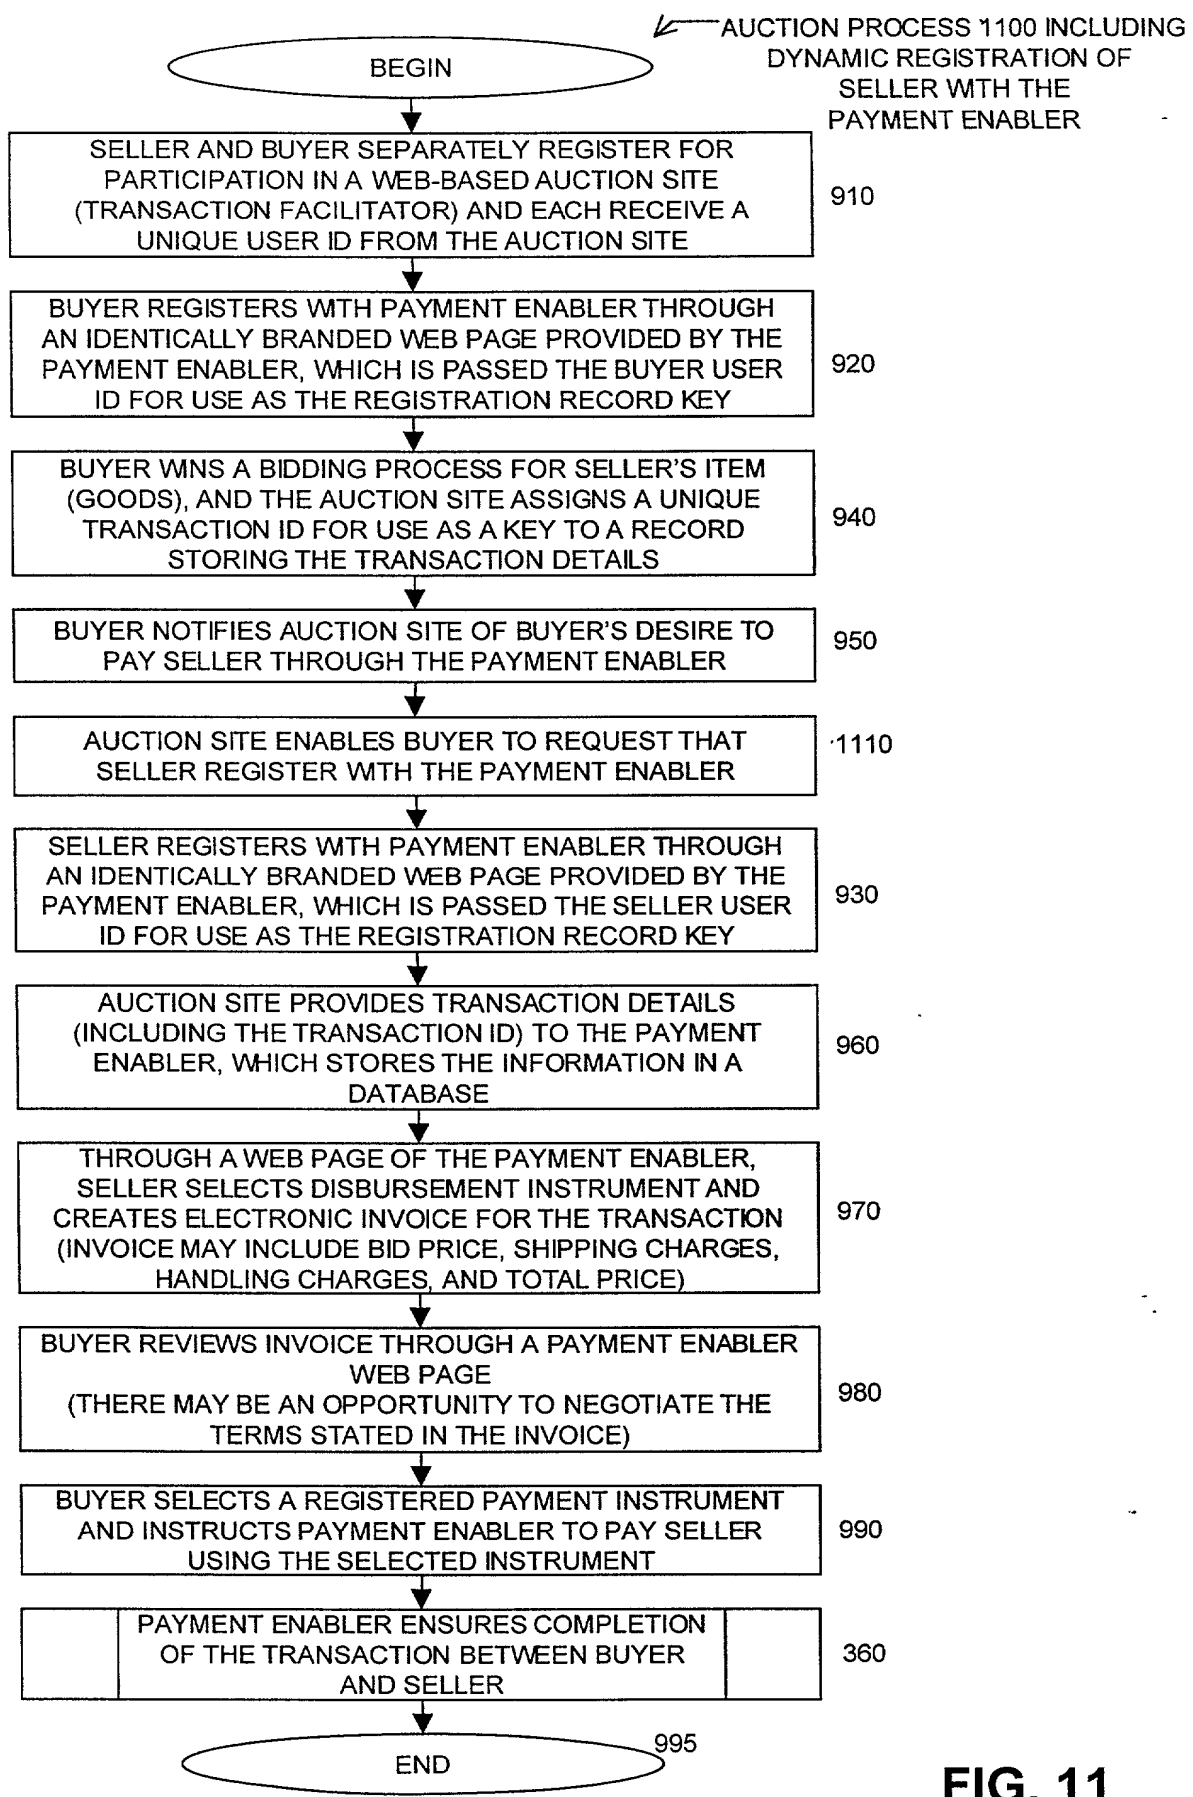 AUCTION PROCESS 1100 INCLUDING
DYNAMIC REGISTRATION OF
SELLER WITH THE
PAYMENT ENABLER
BEGIN
SELLER AND BUYER SEPARATELY REGISTER FOR
PARTICIPATION IN A WEB-BASED AUCTION SITE
(TRANSACTION FACILITATOR) AND EACH RECEIVE A
UNIQUE USER ID FROM THE AUCTION SITE
910
BUYER REGISTERS WITH PAYMENT ENABLER THROUGH
AN IDENTICALLY BRANDED WEB PAGE PROVIDED BY THE
PAYMENT ENABLER, WHICH IS PASSED THE BUYER USER
ID FOR USE AS THE REGISTRATION RECORD KEY
920
BUYER WINS A BIDDING PROCESS FOR SELLER'S ITEM
(GOODS), AND THE AUCTION SITE ASSIGNS A UNIQUE
TRANSACTION ID FOR USE AS A KEY TO A RECORD
STORING THE TRANSACTION DETAILS
940
BUYER NOTIFIES AUCTION SITE OF BUYER'S DESIRE TO
PAY SELLER THROUGH THE PAYMENT ENABLER
950
AUCTION SITE ENABLES BUYER TO REQUEST THAT
SELLER REGISTER WITH THE PAYMENT ENABLER
1110
SELLER REGISTERS WITH PAYMENT ENABLER THROUGH
AN IDENTICALLY BRANDED WEB PAGE PROVIDED BY THE
PAYMENT ENABLER, WHICH IS PASSED THE SELLER USER
ID FOR USE AS THE REGISTRATION RECORD KEY
930
AUCTION SITE PROVIDES TRANSACTION DETAILS
(INCLUDING THE TRANSACTION ID) TO THE PAYMENT
ENABLER, WHICH STORES THE INFORMATION IN A
DATABASE
960
THROUGH A WEB PAGE OF THE PAYMENT ENABLER,
SELLER SELECTS DISBURSEMENT INSTRUMENT AND
CREATES ELECTRONIC INVOICE FOR THE TRANSACTION
(INVOICE MAY INCLUDE BID PRICE, SHIPPING CHARGES,
HANDLING CHARGES, AND TOTAL PRICE)
970
BUYER REVIEWS INVOICE THROUGH A PAYMENT ENABLER
WEB PAGE
(THERE MAY BE AN OPPORTUNITY TO NEGOTIATE THE
TERMS STATED IN THE INVOICE)
980
BUYER SELECTS A REGISTERED PAYMENT INSTRUMENT
AND INSTRUCTS PAYMENT ENABLER TO PAY SELLER
USING THE SELECTED INSTRUMENT
990
PAYMENT ENABLER ENSURES COMPLETION
OF THE TRANSACTION BETWEEN BUYER
AND SELLER
360
END
995
FIG. 11